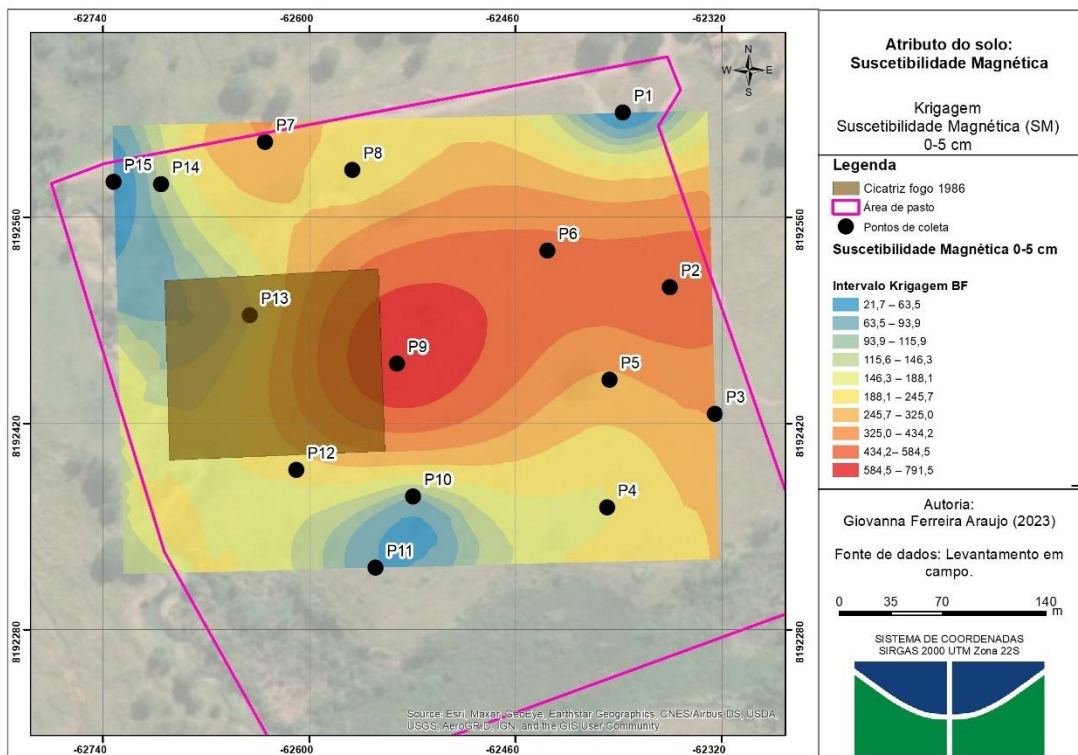 -62740
-62600
-62460
-62320
8192560
8192420
8192280
8192560
8192420
8192280
-62740
-62600
-62460
-62320
N
W
E
S
P1
P7
P8
P15
P14
P6
P2
P13
P9
P5
P3
P12
P10
P4
P11
Source: Esri, Maxar, GeoEye, Earthstar Geographics, CNES/Airbus DS, USDA,
USGS, AeroGRID, IGN, and the GIS User Community
Atributo do solo:
Suscetibilidade Magnética
Krigagem
Suscetibilidade Magnética (SM)
0-5 cm
Legenda
Cicatriz fogo 1986
Área de pasto
Pontos de coleta
Suscetibilidade Magnética 0-5 cm
Intervalo Krigagem BF
21,7 – 63,5
63,5 – 93,9
93,9 – 115,9
115,6 – 146,3
146,3 – 188,1
188,1 – 245,7
245,7 – 325,0
325,0 – 434,2
434,2 – 584,5
584,5 – 791,5
Autoria:
Giovanna Ferreira Araujo (2023)
Fonte de dados: Levantamento em
campo.
0 35 70 140
m
SISTEMA DE COORDENADAS
SIRGAS 2000 UTM Zona 22S